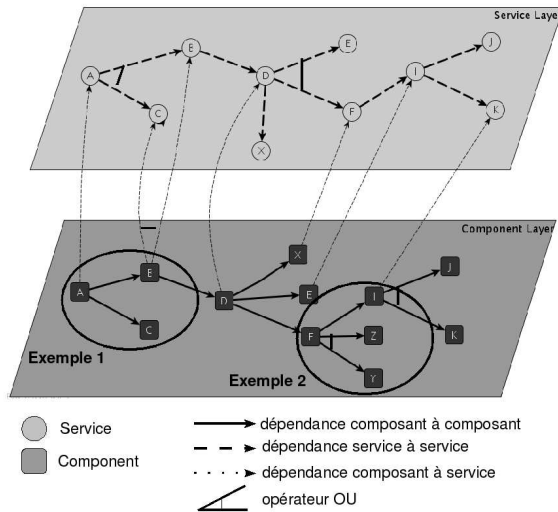 Service Laye
J
B
E
A
D
I
C
F
K
X
Component Layer
X
J
B
A
E
I
D
C
F
Z
K
Exemple 1
Exemple 2
Y
Service
Component
dépendance composant à composant
dépendance service à service
dépendance composant à service
opérateur OU